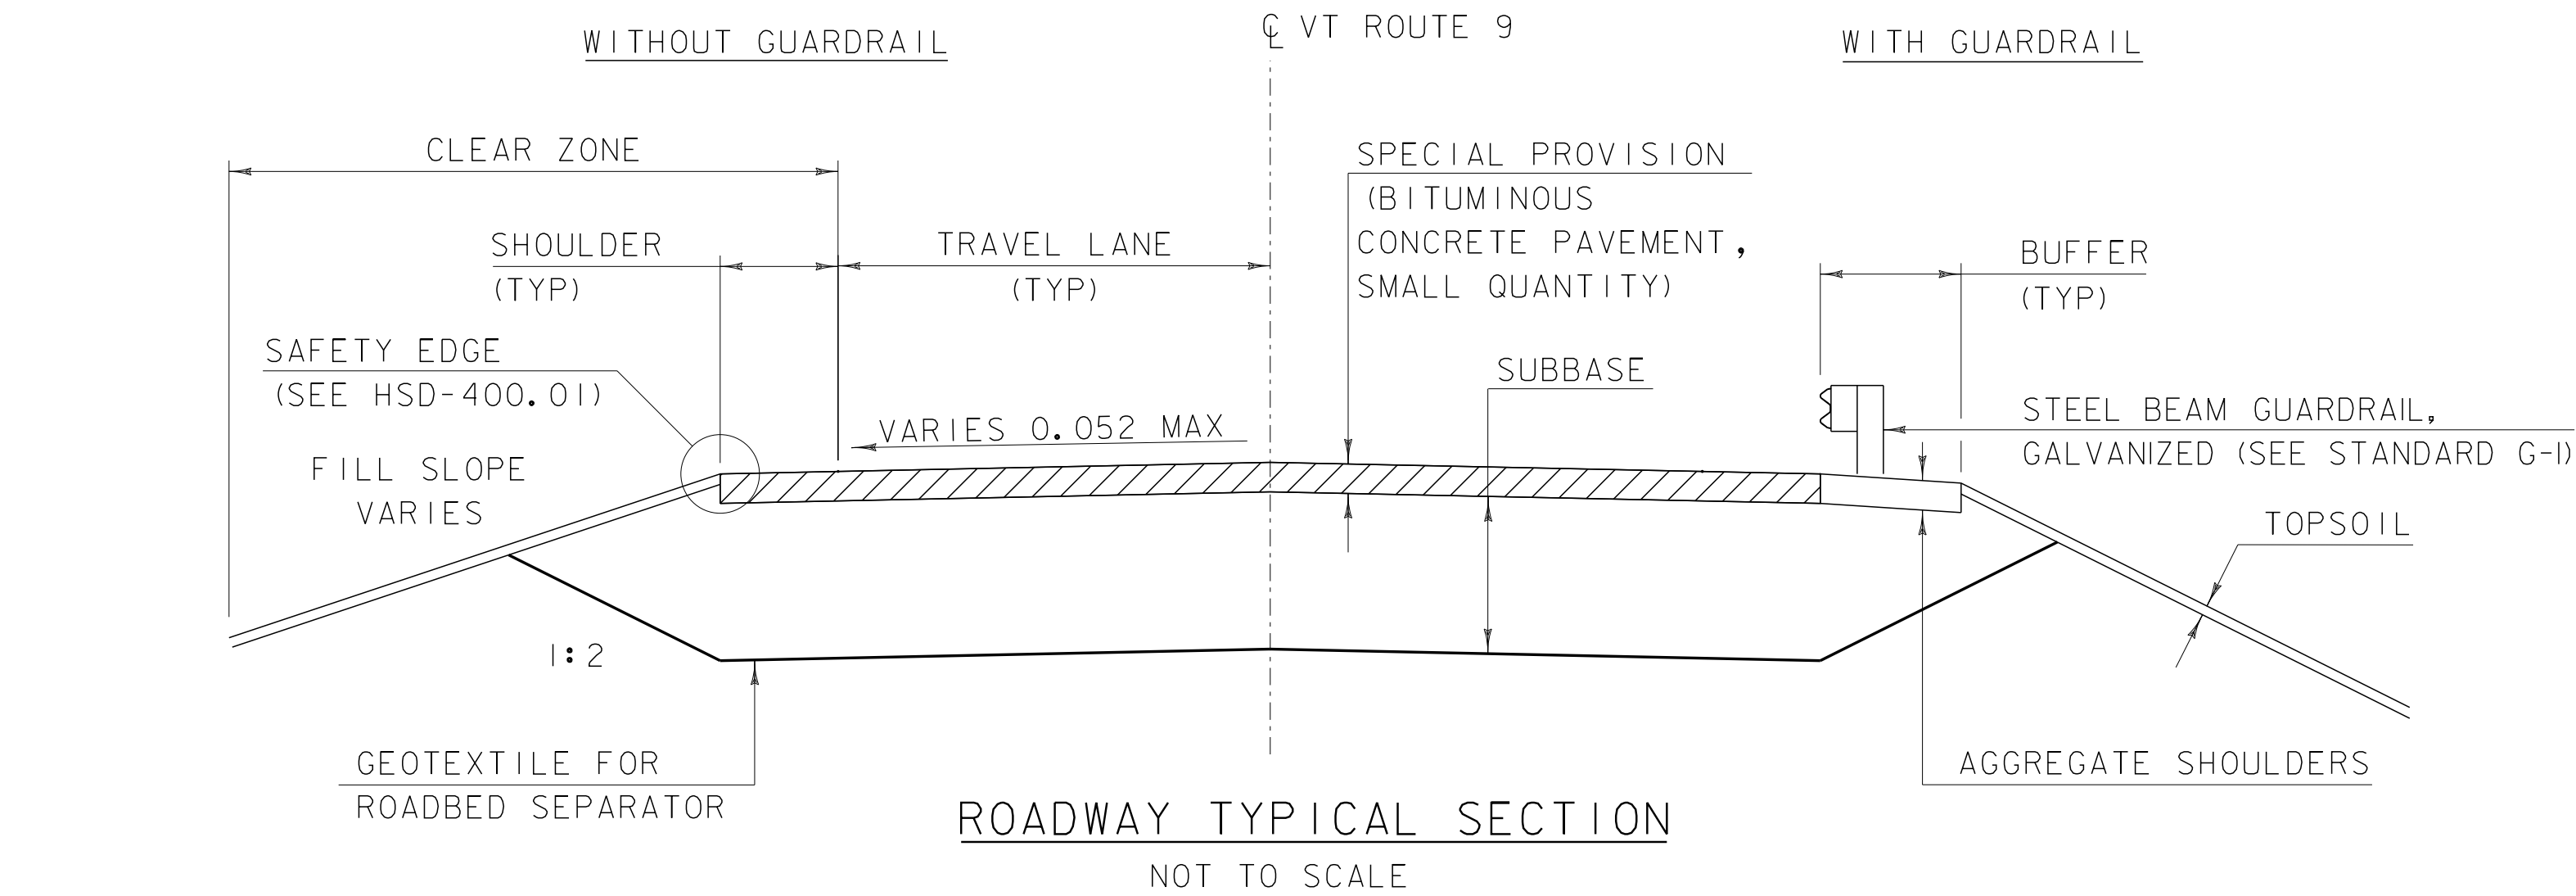 WITHOUT GUARDRAIL
℄ VT ROUTE 9
WITH GUARDRAIL
CLEAR ZONE
SHOULDER
(TYP)
TRAVEL LANE
(TYP)
SPECIAL PROVISION
(BITUMINOUS
CONCRETE PAVEMENT,
SMALL QUANTITY)
BUFFER
(TYP)
SAFETY EDGE
(SEE HSD-400.01)
SUBBASE
VARIES 0.052 MAX
STEEL BEAM GUARDRAIL,
GALVANIZED (SEE STANDARD G-1)
FILL SLOPE
VARIES
TOPSOIL
1:2
GEOTEXTILE FOR
ROADBED SEPARATOR
AGGREGATE SHOULDERS
ROADWAY TYPICAL SECTION
NOT TO SCALE